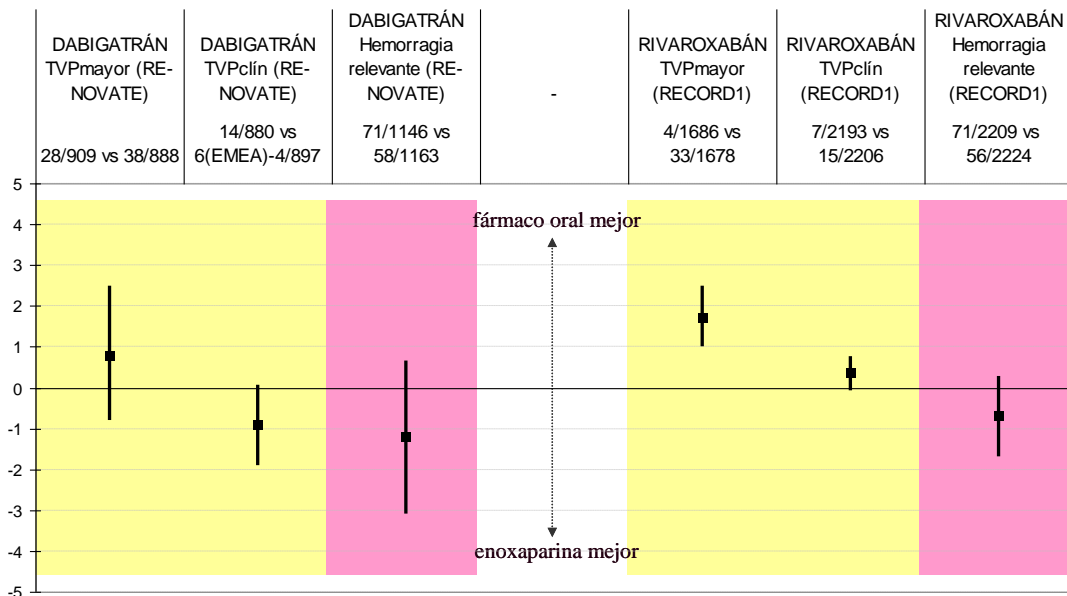 DABIGATRÁN
TVPmayor (RE-
NOVATE)
28/909 vs 38/888
DABIGATRÁN
TVPclín (RE-
NOVATE)
14/880 vs
6(EMEA)-4/897
DABIGATRÁN
Hemorragia
relevante (RE-
NOVATE)
71/1146 vs
58/1163
-
RIVAROXABÁN
TVPmayor
(RECORD1)
4/1686 vs
33/1678
RIVAROXABÁN
TVPclín
(RECORD1)
7/2193 vs
15/2206
RIVAROXABÁN
Hemorragia
relevante
(RECORD1)
71/2209 vs
56/2224
5
4
3
2
1
0
-1
-2
-3
-4
-5
fármaco oral mejor
enoxaparina mejor